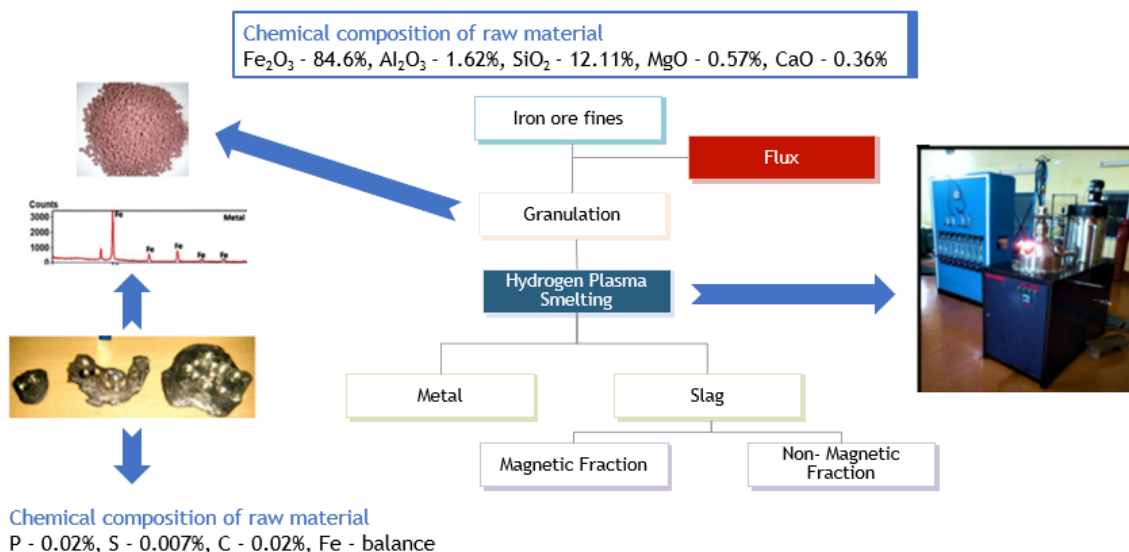 Chemical composition of raw material
Fe₂O₃ - 84.6%, Al₂O₃ - 1.62%, SiO₂ - 12.11%, MgO - 0.57%, CaO - 0.36%
Iron ore fines
Flux
Granulation
Counts
3000
2000
1000
0
Fe
Fe
Fe
Fe
Fe
Metal
Hydrogen Plasma
Smelting
Metal
Slag
Magnetic Fraction
Non- Magnetic
Fraction
Chemical composition of raw material
P - 0.02%, S - 0.007%, C - 0.02%, Fe - balance